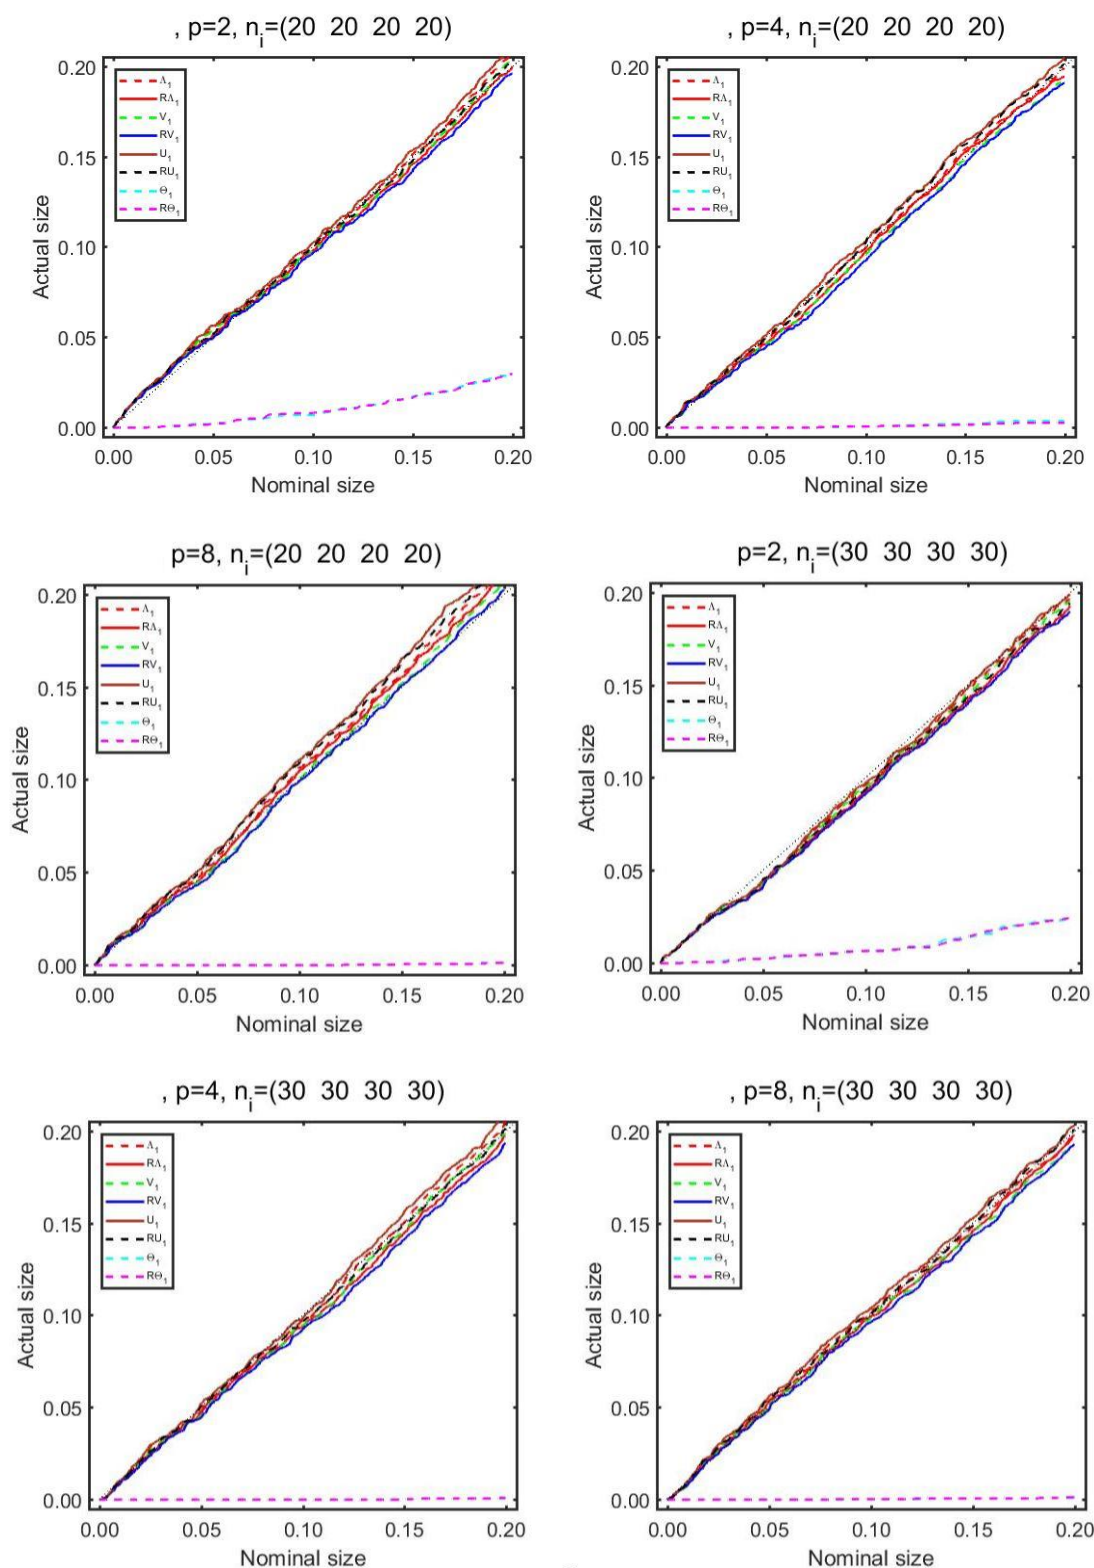 , p=2, nᵢ=(20 20 20 20)
0.20
0.15
0.10
0.05
0.00
Actual size
Λ₁
RΛ₁
V₁
RV₁
U₁
RU₁
Θ₁
RΘ₁
0.00 0.05 0.10 0.15 0.20
Nominal size
, p=4, nᵢ=(20 20 20 20)
0.20
0.15
0.10
0.05
0.00
Actual size
Λ₁
RΛ₁
V₁
RV₁
U₁
RU₁
Θ₁
RΘ₁
0.00 0.05 0.10 0.15 0.20
Nominal size
p=8, nᵢ=(20 20 20 20)
0.20
0.15
0.10
0.05
0.00
Actual size
Λ₁
RΛ₁
V₁
RV₁
U₁
RU₁
Θ₁
RΘ₁
0.00 0.05 0.10 0.15 0.20
Nominal size
p=2, nᵢ=(30 30 30 30)
0.20
0.15
0.10
0.05
0.00
Actual size
Λ₁
RΛ₁
V₁
RV₁
U₁
RU₁
Θ₁
RΘ₁
0.00 0.05 0.10 0.15 0.20
Nominal size
, p=4, nᵢ=(30 30 30 30)
0.20
0.15
0.10
0.05
0.00
Actual size
Λ₁
RΛ₁
V₁
RV₁
U₁
RU₁
Θ₁
RΘ₁
0.00 0.05 0.10 0.15 0.20
Nominal size
, p=8, nᵢ=(30 30 30 30)
0.20
0.15
0.10
0.05
0.00
Actual size
Λ₁
RΛ₁
V₁
RV₁
U₁
RU₁
Θ₁
RΘ₁
0.00 0.05 0.10 0.15 0.20
Nominal size